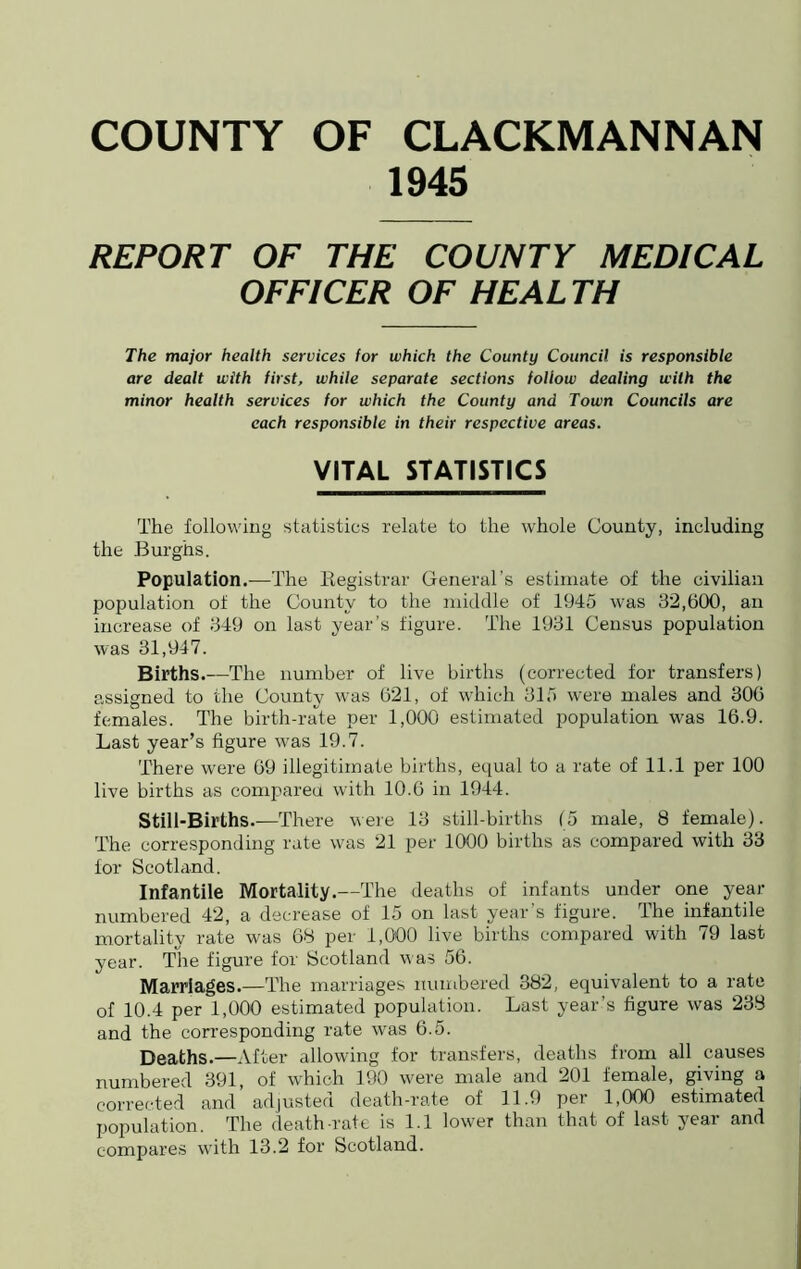 COUNTY OF CLACKMANNAN
1945
REPORT OF THE COUNTY MEDICAL
OFFICER OF HEALTH
The major health services for which the County Council is responsible
are dealt with first, while separate sections follow dealing with the
minor health services for which the County and Town Councils are
each responsible in their respective areas.
VITAL STATISTICS
The following statistics relate to the whole County, including
the Burghs.
Population.—The Registrar General's estimate of the civilian
population of the County to the middle of 1945 was 32,600, an
increase of 349 on last year's figure. The 1931 Census population
was 31,947.
Births.—The number of live births (corrected for transfers)
assigned to the County was 621, of which 315 were males and 306
females. The birth-rate per 1,000 estimated population was 16.9.
Last year's figure was 19.7.
There were 69 illegitimate births, equal to a rate of 11.1 per 100
live births as compared with 10.6 in 1944.
Still-Births.—There were 13 still-births (5 male, 8 female).
The corresponding rate was 21 per 1000 births as compared with 33
for Scotland.
Infantile Mortality.—The deaths of infants under one year
numbered 42, a decrease of 15 on last year's figure. The infantile
mortality rate was 68 per 1,000 live births compared with 79 last
year. The figure for Scotland was 56.
Marriages.—The marriages numbered 382, equivalent to a rate
of 10.4 per 1,000 estimated population. Last year's figure was 238
and the corresponding rate was 6.5.
Deaths.—After allowing for transfers, deaths from all causes
numbered 391, of which 190 were male and 201 female, giving a
corrected and adjusted death-rate of 11.9 per 1,000 estimated
population. The death-rate is 1.1 lower than that of last year and
compares with 13.2 for Scotland.